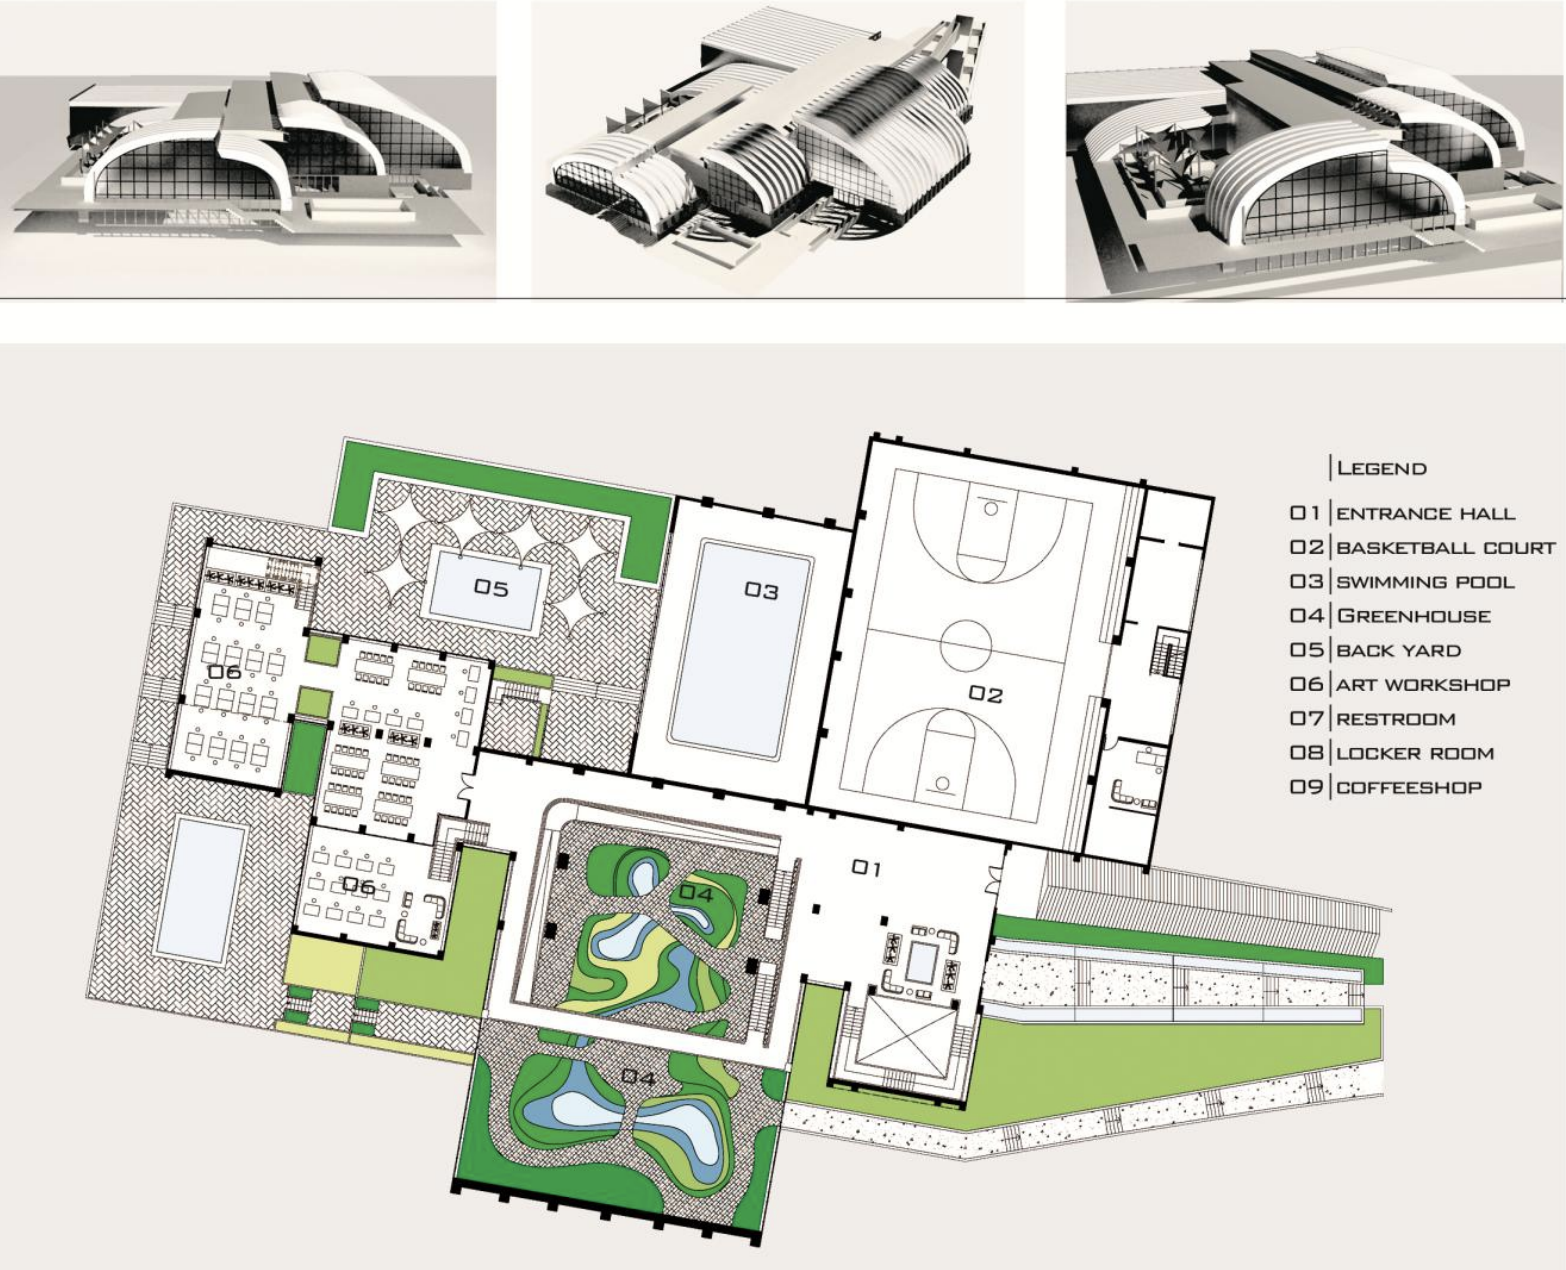 LEGEND
01 ENTRANCE HALL
02 BASKETBALL COURT
03 SWIMMING POOL
04 GREENHOUSE
05 BACK YARD
06 ART WORKSHOP
07 RESTROOM
08 LOCKER ROOM
09 COFFEESHOP
05
03
06
02
01
06
04
04